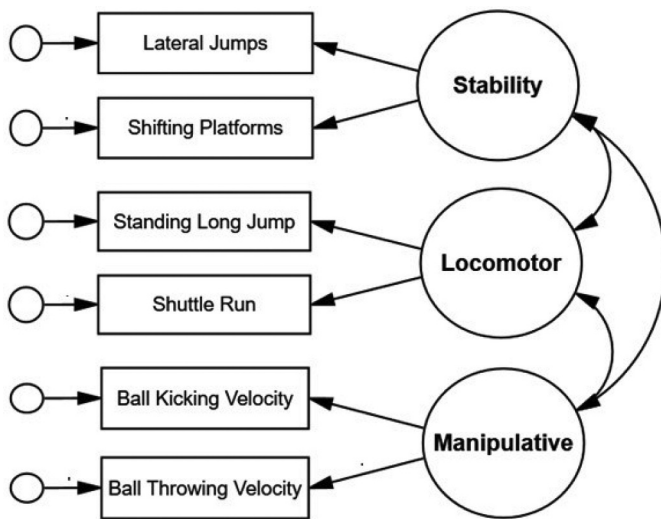 Lateral Jumps
Stability
Shifting Platforms
Standing Long Jump
Locomotor
Shuttle Run
Ball Kicking Velocity
Manipulative
Ball Throwing Velocity